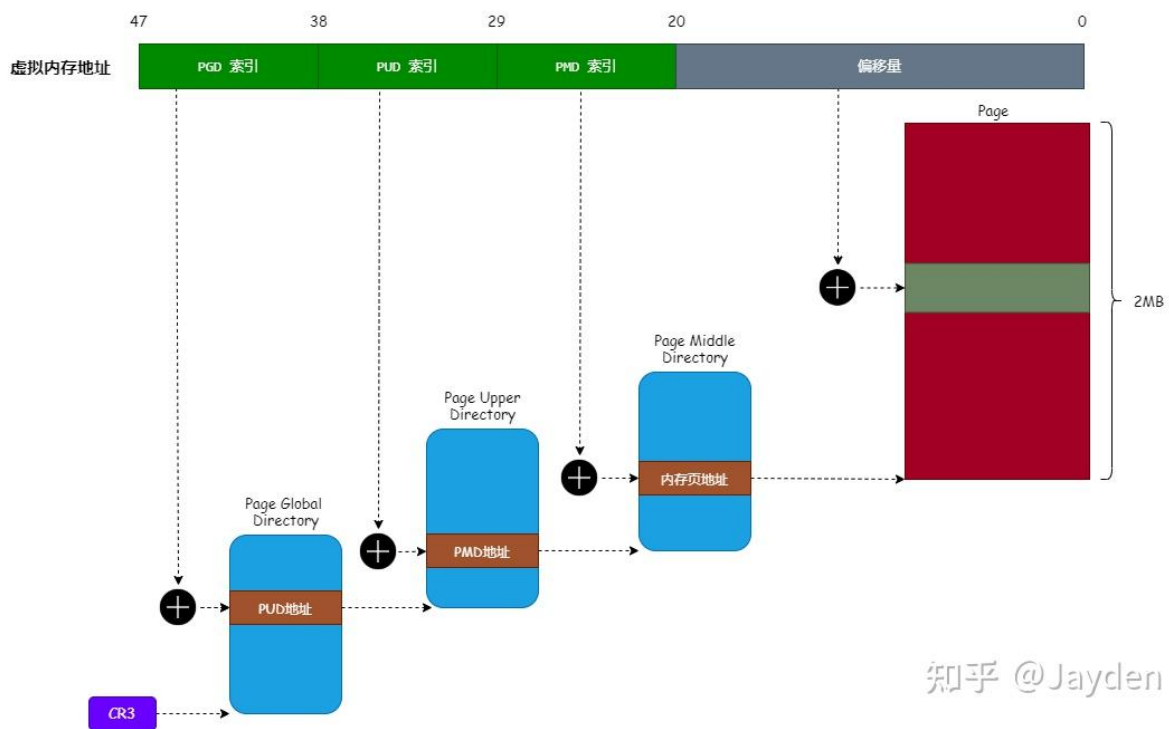 47
38
29
20
0
虚拟内存地址
PGD 索引
PUD 索引
PMD 索引
偏移量
Page
2MB
Page Middle
Directory
内存页地址
Page Upper
Directory
PMD地址
Page Global
Directory
PUD地址
CR3
知乎 @Jayden